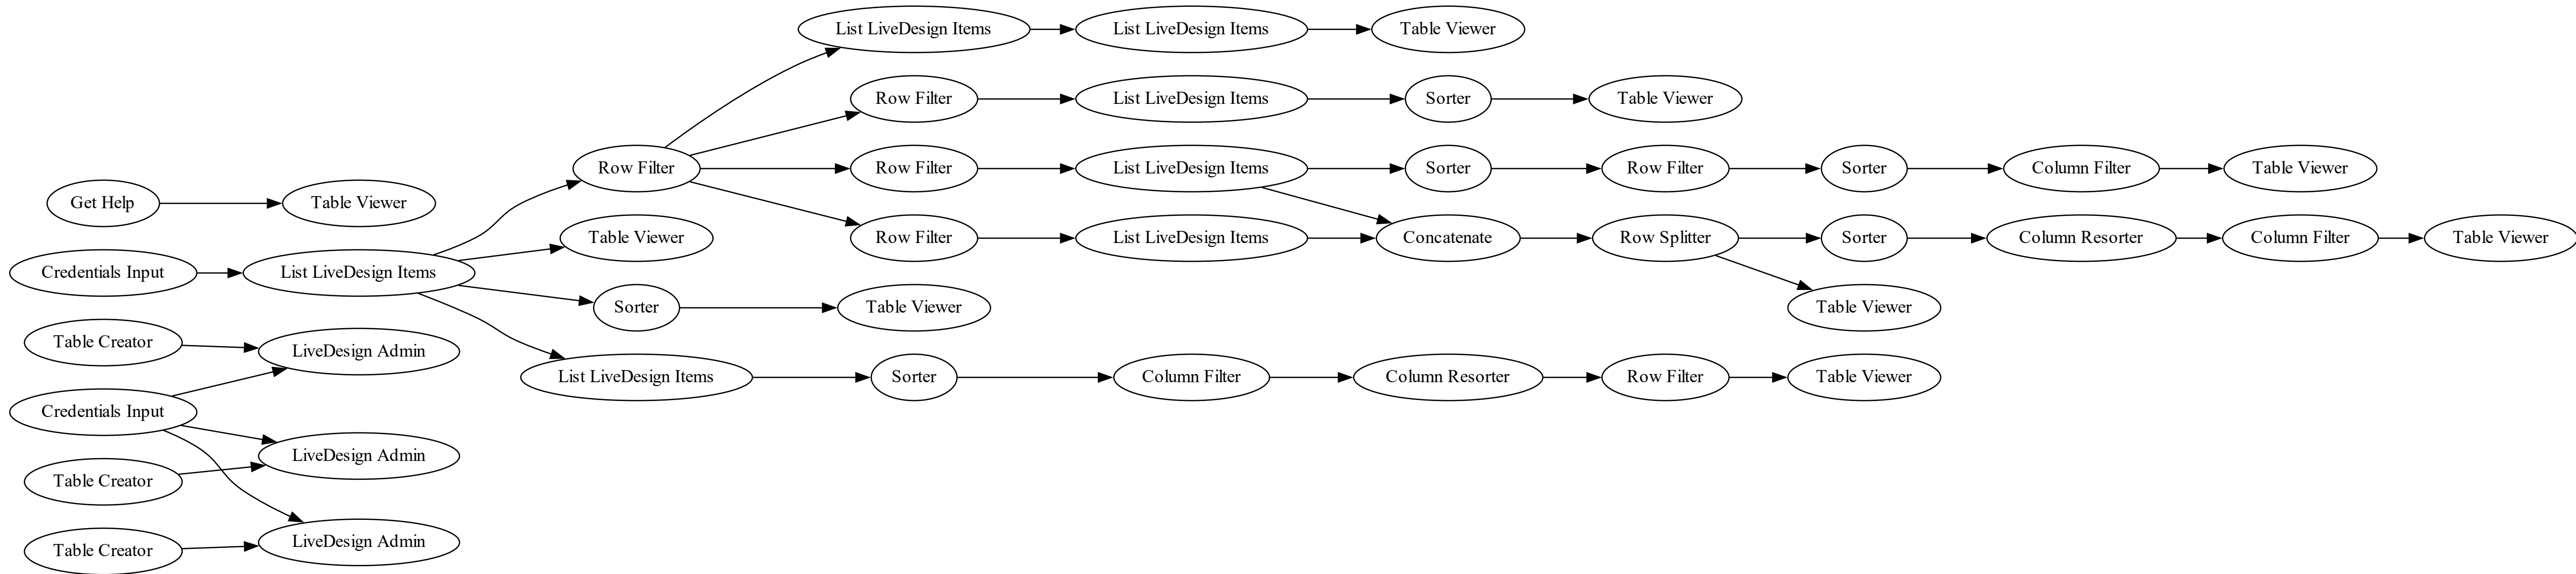 List LiveDesign Items
List LiveDesign Items
Table Viewer
Row Filter
List LiveDesign Items
Sorter
Table Viewer
Row Filter
Row Filter
List LiveDesign Items
Sorter
Row Filter
Sorter
Column Filter
Table Viewer
Get Help
Table Viewer
Table Viewer
Row Filter
List LiveDesign Items
Concatenate
Row Splitter
Sorter
Column Resorter
Column Filter
Table Viewer
Credentials Input
List LiveDesign Items
Sorter
Table Viewer
Table Viewer
Table Creator
LiveDesign Admin
List LiveDesign Items
Sorter
Column Filter
Column Resorter
Row Filter
Table Viewer
Credentials Input
LiveDesign Admin
Table Creator
LiveDesign Admin
Table Creator